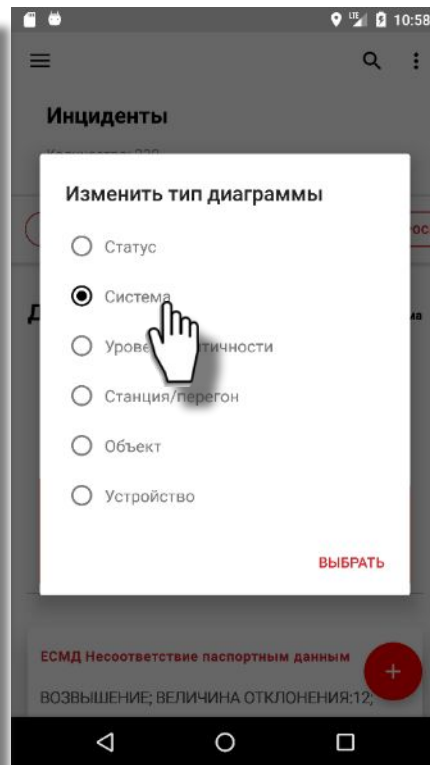 LTE 10:58
Инциденты
Изменить тип диаграммы
Статус
Система
Станция/перегон
Объект
Устройство
ВЫБРАТЬ
ЕСМД Несоответствие паспортным данным
+
ВОЗВЫШЕНИЕ; ВЕЛИЧИНА ОТКЛОНЕНИЯ:12;